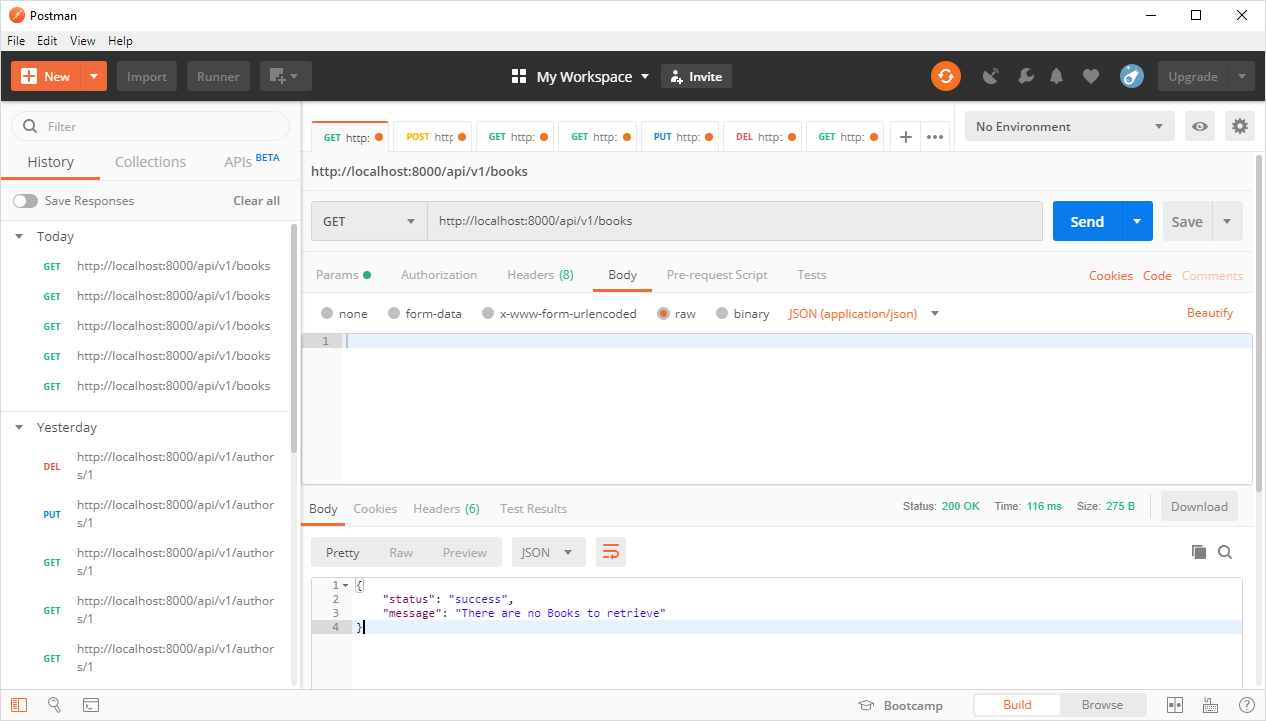 Postman
File Edit View Help
New Import Runner My Workspace Invite Upgrade
Filter
History Collections APIs BETA
Save Responses Clear all
Today
GET http://localhost:8000/api/v1/books
GET http://localhost:8000/api/v1/books
GET http://localhost:8000/api/v1/books
GET http://localhost:8000/api/v1/books
GET http://localhost:8000/api/v1/books
Yesterday
DEL http://localhost:8000/api/v1/author
s/1
PUT http://localhost:8000/api/v1/author
s/1
GET http://localhost:8000/api/v1/author
s/1
GET http://localhost:8000/api/v1/author
s/1
GET http://localhost:8000/api/v1/author
s/1
GET http: POST http GET http: GET http: PUT http: DEL http: GET http: No Environment
http://localhost:8000/api/v1/books
GET http://localhost:8000/api/v1/books Send Save
Params Authorization Headers (8) Body Pre-request Script Tests Cookies Code Comments
none form-data x-www-form-urlencoded raw binary JSON (application/json) Beautify
1
Body Cookies Headers (6) Test Results Status: 200 OK Time: 116 ms Size: 275 B Download
Pretty Raw Preview JSON
1 {
2 "status": "success",
3 "message": "There are no Books to retrieve"
4 }
Bootcamp Build Browse